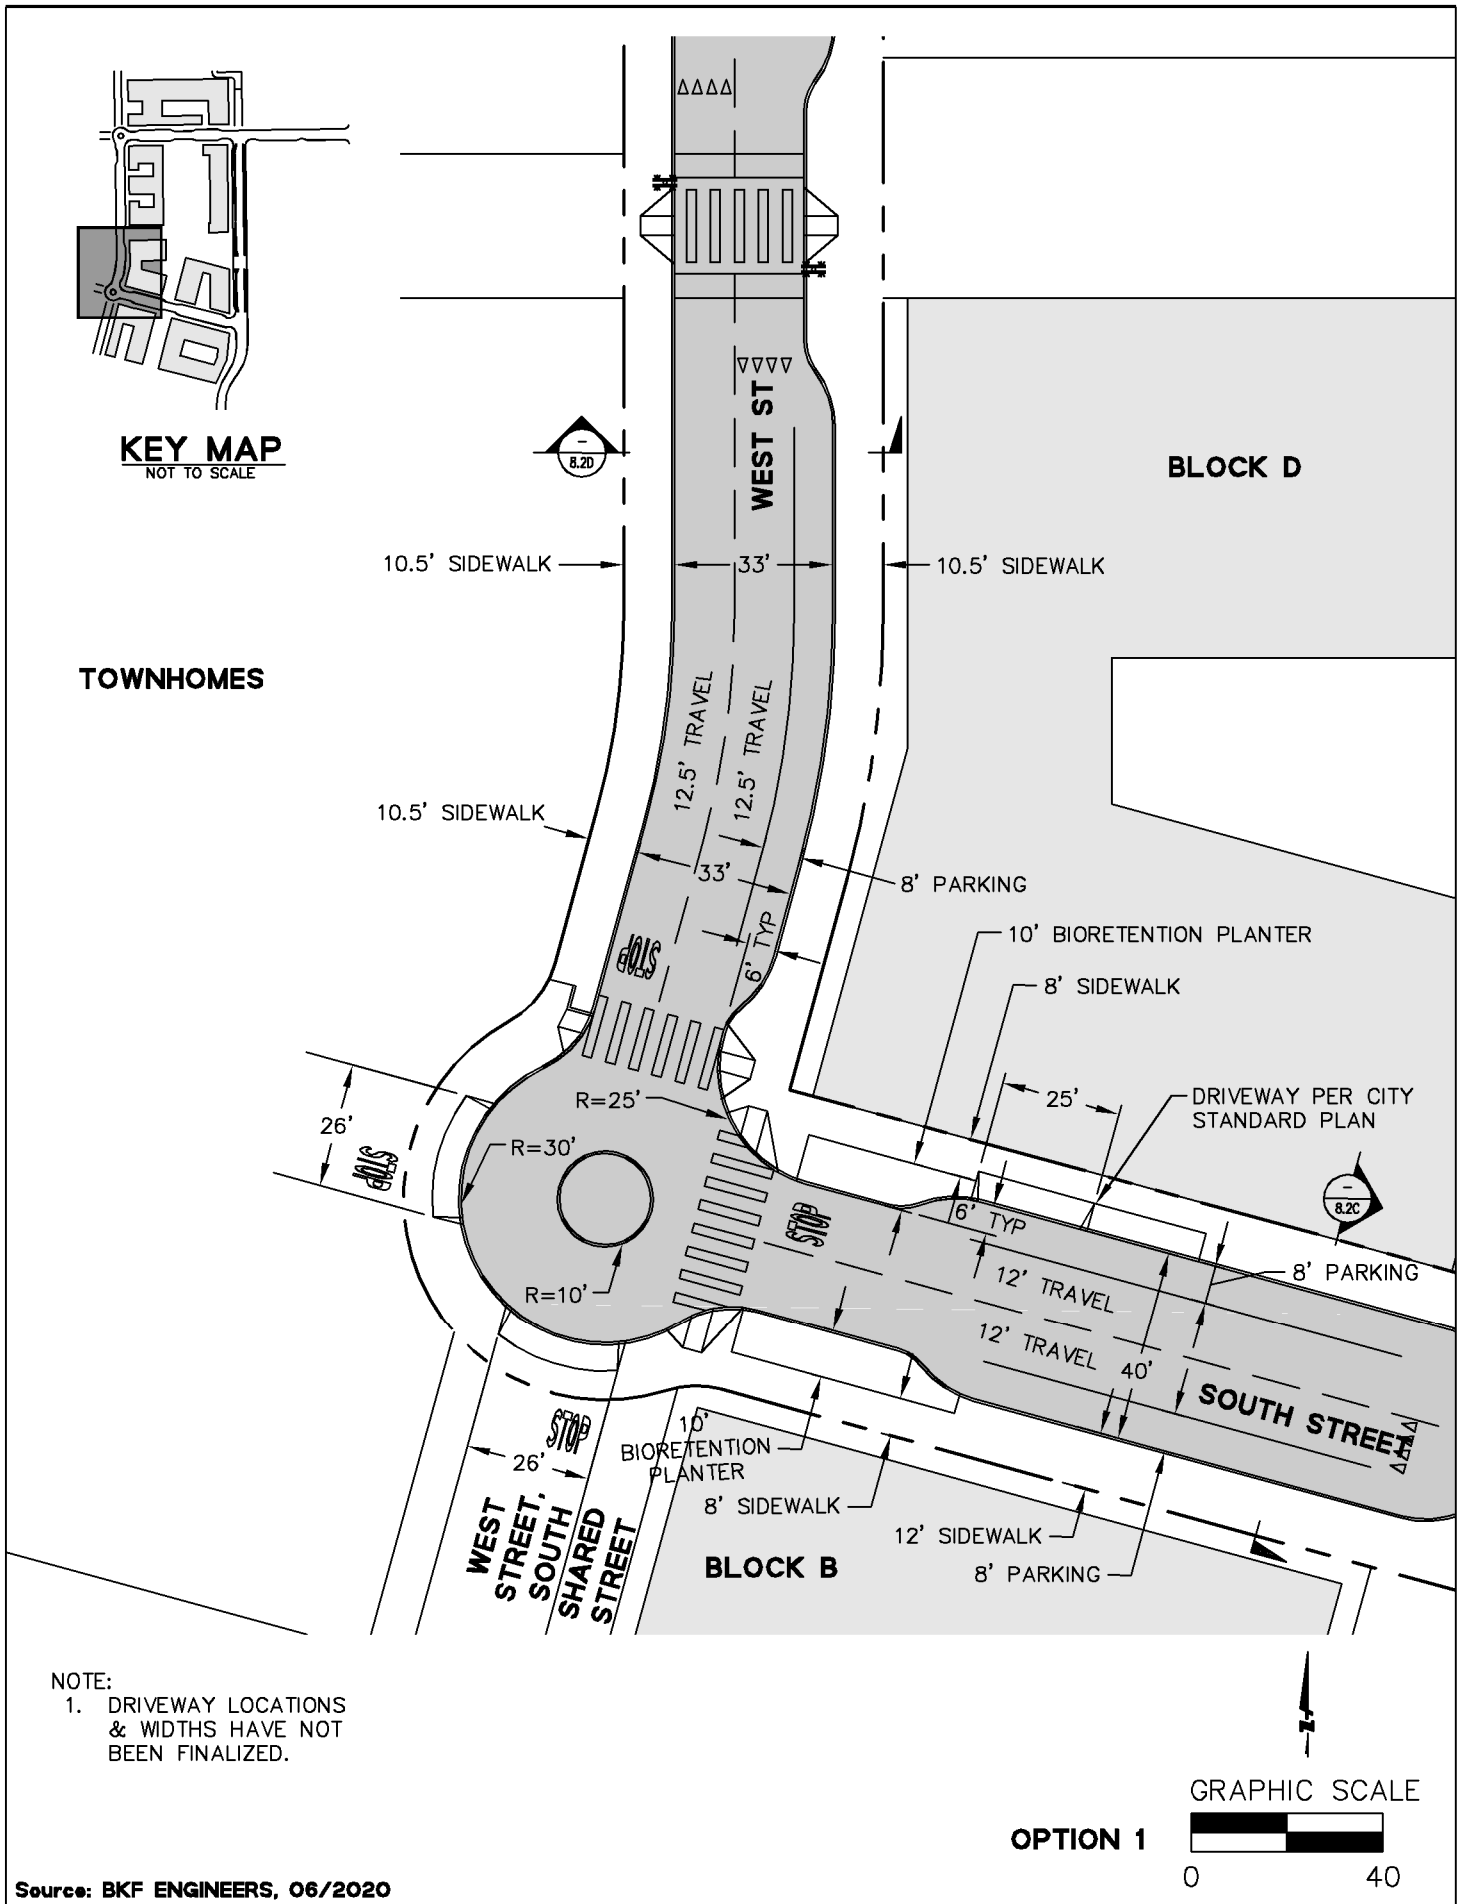 KEY MAP
NOT TO SCALE
WEST ST
8.2D
BLOCK D
10.5' SIDEWALK
33'
10.5' SIDEWALK
TOWNHOMES
12.5' TRAVEL
12.5' TRAVEL
10.5' SIDEWALK
33'
8' PARKING
6' TYP
10' BIORETENTION PLANTER
STOP
8' SIDEWALK
25'
DRIVEWAY PER CITY
STANDARD PLAN
R=25'
26'
STOP
R=30'
8.2C
STOP
6' TYP
12' TRAVEL
8' PARKING
R=10'
12' TRAVEL
40'
SOUTH STREET
STOP
26'
10'
BIORETENTION
PLANTER
8' SIDEWALK
12' SIDEWALK
8' PARKING
WEST
STREET,
SOUTH
SHARED
STREET
BLOCK B
NOTE:
1. DRIVEWAY LOCATIONS
& WIDTHS HAVE NOT
BEEN FINALIZED.
Z
GRAPHIC SCALE
OPTION 1
0 40
Source: BKF ENGINEERS, 06/2020